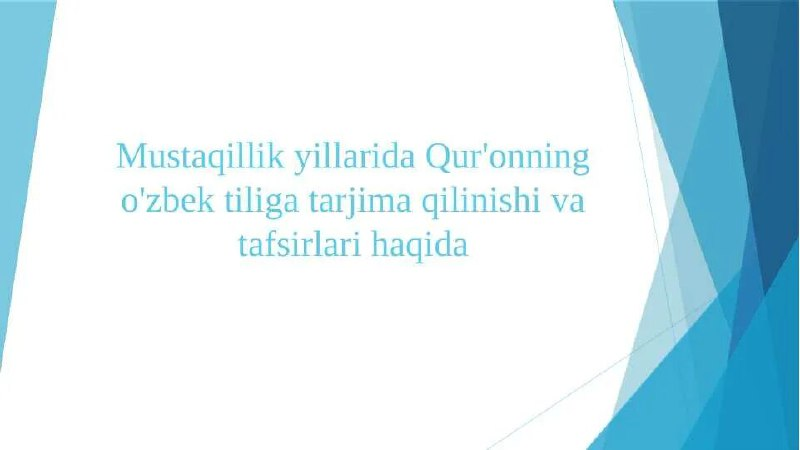 Mustaqillik yillarida Qur'onning
o'zbek tiliga tarjima qilinishi va
tafsirlari haqida